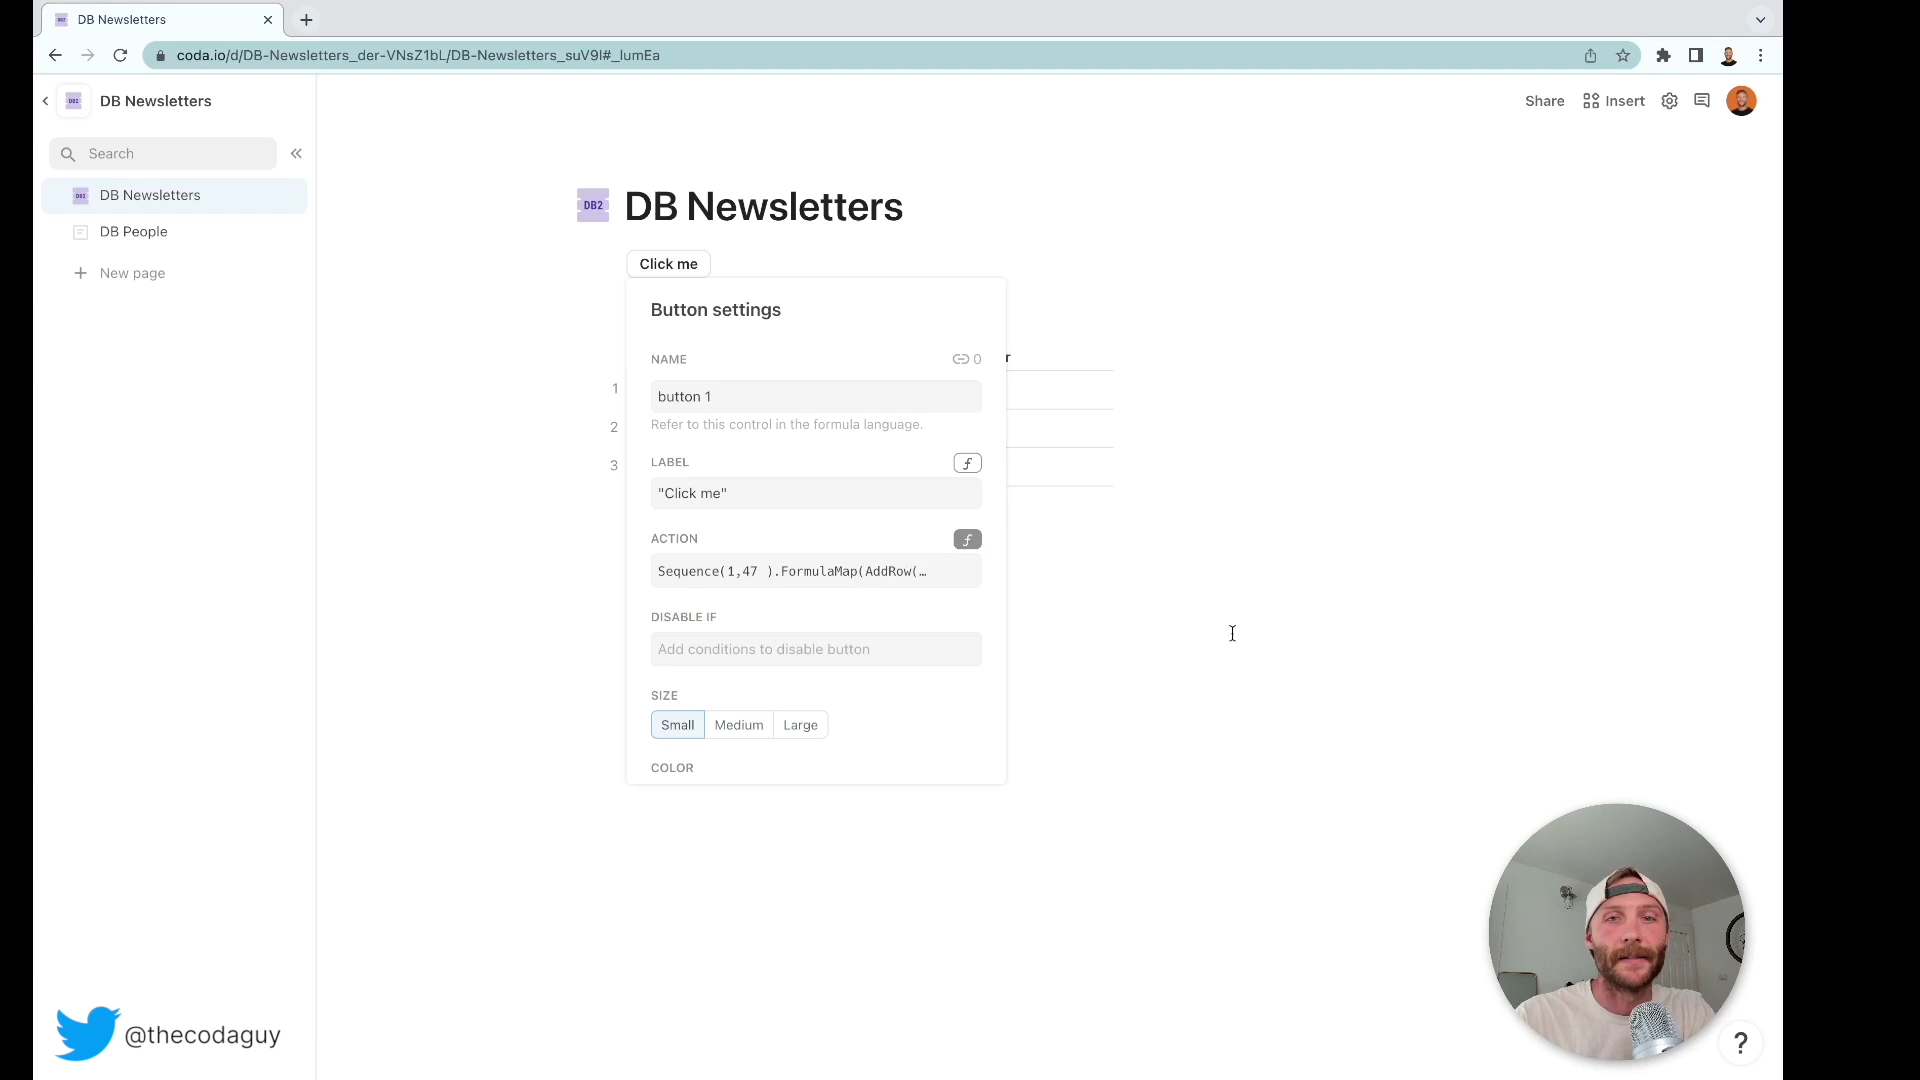 DB Newsletters
coda.io/d/DB-Newsletters_der-VNsZ1bL/DB-Newsletters_suV9I#_lumEa
DB2 DB Newsletters
Share
Insert
Search
DB2 DB Newsletters
DB People
New page
DB2 DB Newsletters
Click me
Button settings
NAME
0
r
button 1
Refer to this control in the formula language.
1
2
3
LABEL
"Click me"
ACTION
Sequence(1,47 ).FormulaMap(AddRow(…
DISABLE IF
Add conditions to disable button
SIZE
Small Medium Large
COLOR
@thecodaguy
?